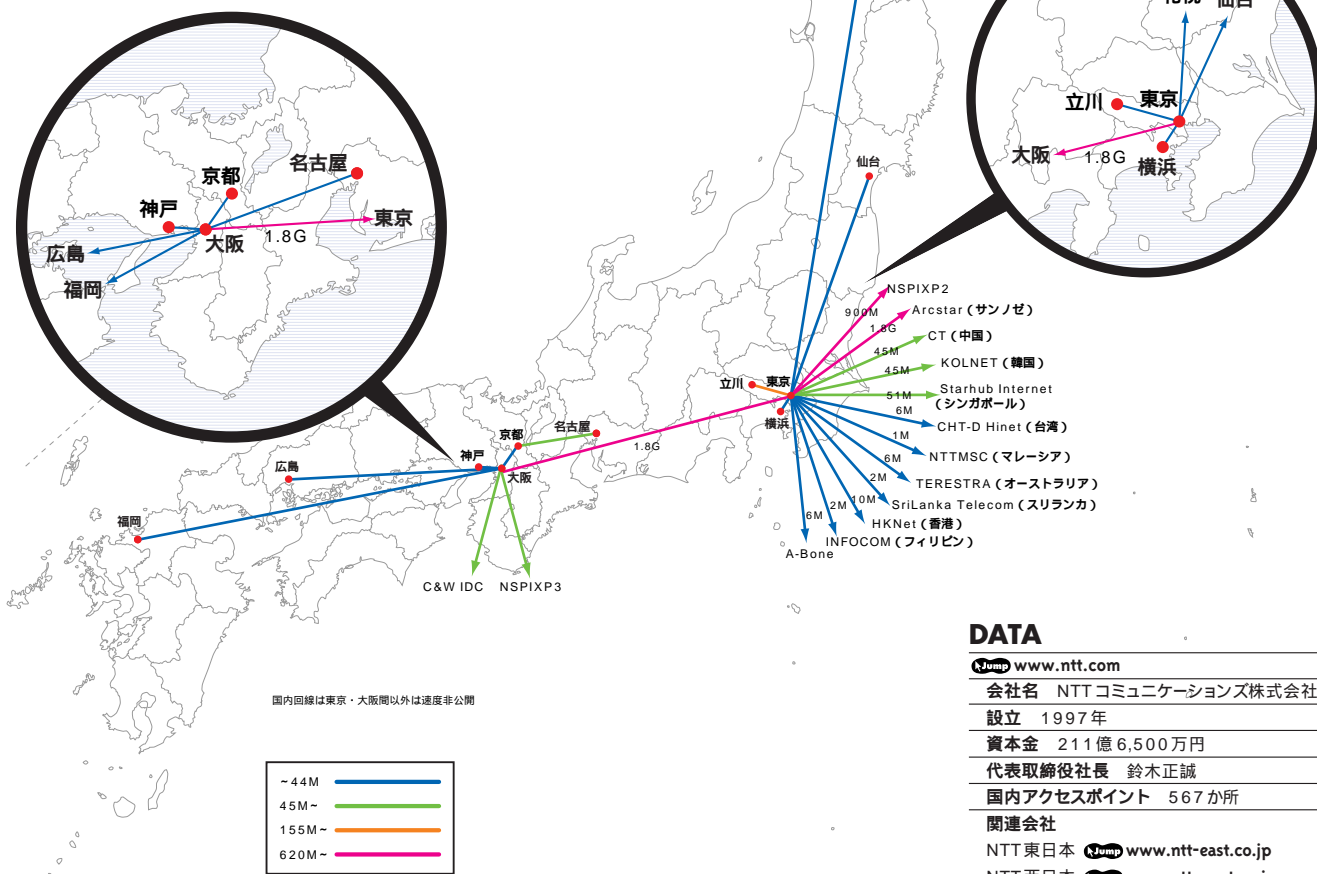 名古屋
京都
神戸
東京
1.8G
大阪
広島
福岡
仙台
立川
東京
大阪
1.8G
横浜
仙台
NSPIXP2
900M
Arcstar（サンノゼ）
1.8G
CT（中国）
45M
KOLNET（韓国）
45M
Starhub Internet
（シンガポール）
51M
6M
CHT-D Hinet（台湾）
1M
NTTMSC（マレーシア）
6M
TERESTRA（オーストラリア）
2M
SriLanka Telecom（スリランカ）
10M
HKNet（香港）
2M
INFOCOM（フィリピン）
6M
A-Bone
立川
東京
横浜
1.8G
名古屋
京都
神戸
大阪
広島
福岡
C&W IDC
NSPIXP3
国内回線は東京・大阪間以外は速度非公開
~44M
45M~
155M~
620M~
DATA
Jump www.ntt.com
会社名 NTTコミュニケーションズ株式会社
設立 1997年
資本金 211億6,500万円
代表取締役社長 鈴木正誠
国内アクセスポイント 567か所
関連会社
NTT東日本 Jump www.ntt-east.co.jp